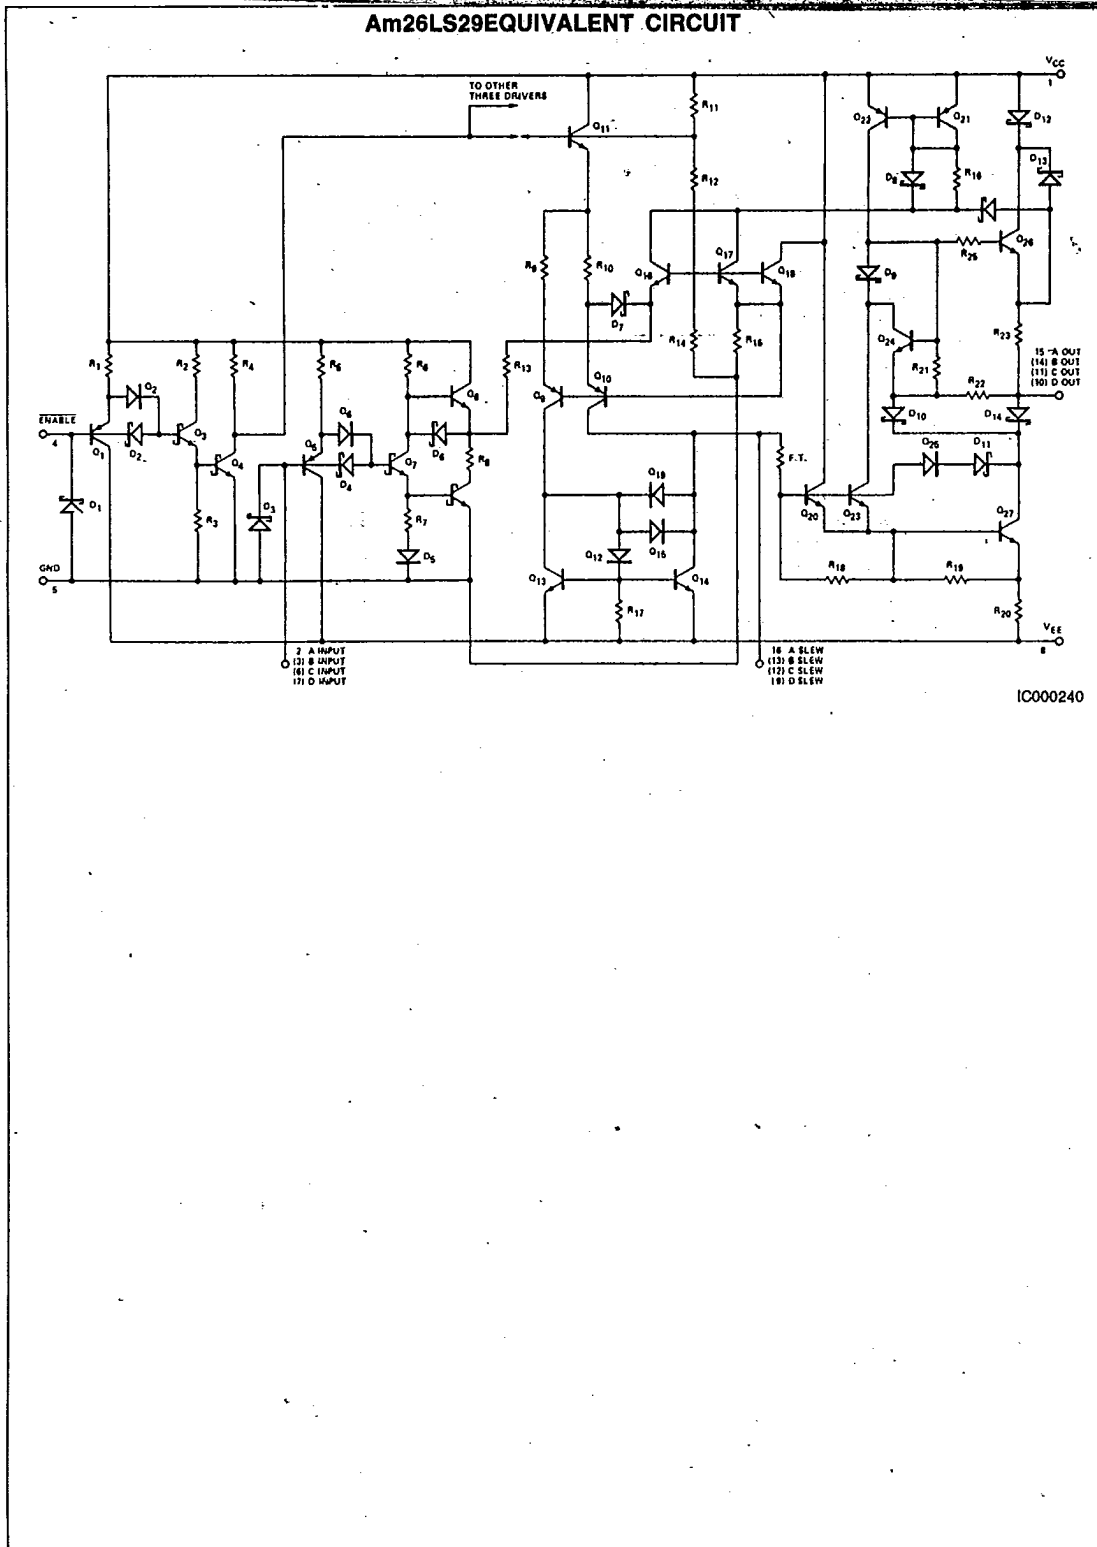 Am26LS29EQUIVALENT CIRCUIT
VCC
1
TO OTHER
THREE DRIVERS
R11
D12
Q11
Q22
Q21
D13
R12
D8
R16
Q26
R25
R9
R10
Q16
Q17
Q18
D9
D7
R14
R15
R23
Q24
R21
R22
15 A OUT
(14) B OUT
(11) C OUT
(10) D OUT
R1
R2
R4
R5
R6
R13
Q2
Q8
Q9
Q10
D10
D14
ENABLE
4
Q1
D2
Q3
Q4
Q5
D6
D4
Q7
D6
R8
F.T.
Q25
D11
D1
R3
D3
R7
Q19
Q15
Q20
Q23
Q27
D5
Q12
Q13
Q14
R17
R18
R19
R20
GND
5
VEE
8
2 A INPUT
(3) B INPUT
(6) C INPUT
(7) D INPUT
16 A SLEW
(13) B SLEW
(12) C SLEW
(9) D SLEW
IC000240